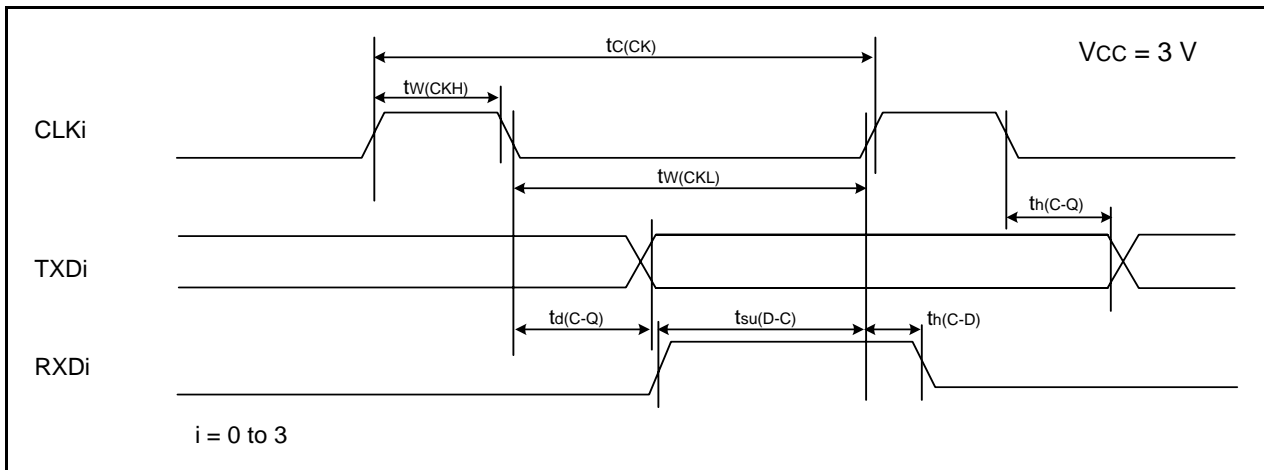 tC(CK)
VCC = 3 V
tW(CKH)
CLKi
tW(CKL)
th(C-Q)
TXDi
td(C-Q)
tsu(D-C)
th(C-D)
RXDi
i = 0 to 3